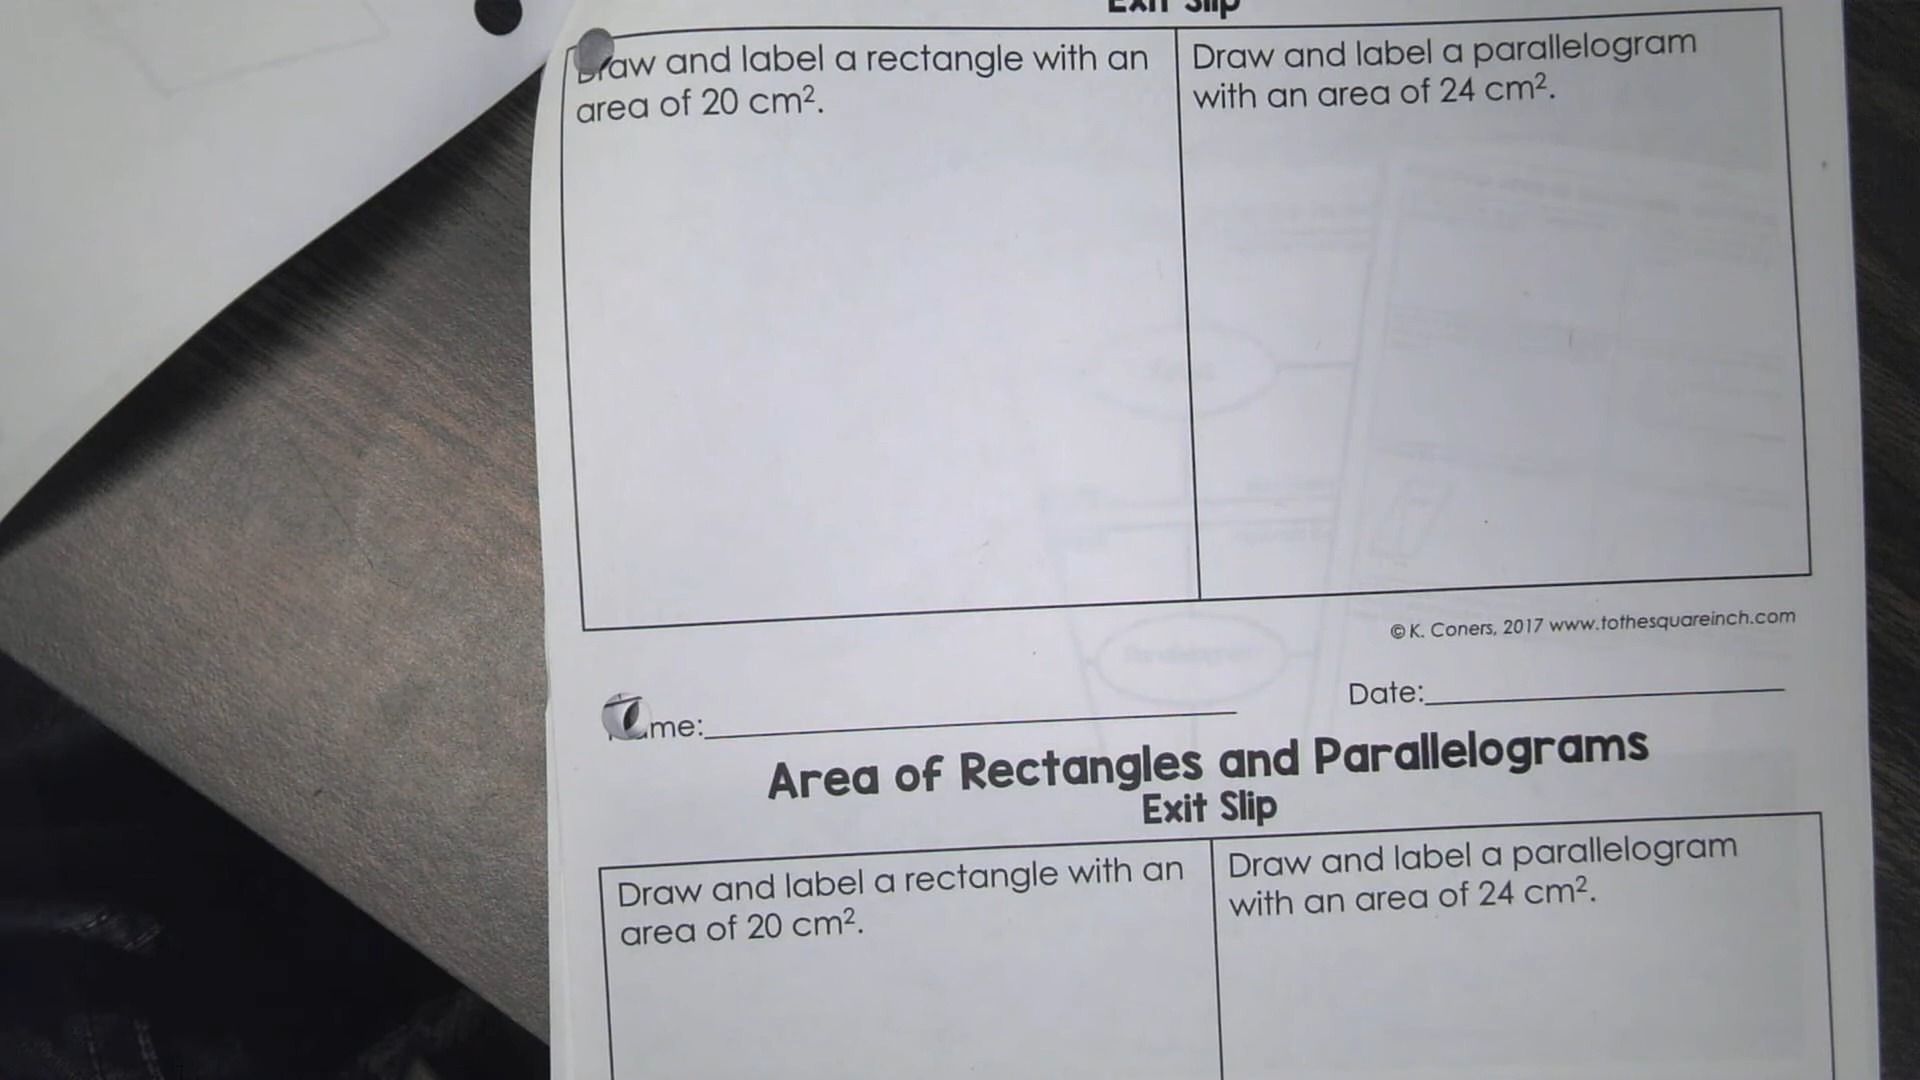 Exit Slip
Draw and label a rectangle with an
area of 20 cm².
Draw and label a parallelogram
with an area of 24 cm².
© K. Coners, 2017 www.tothesquareinch.com
me:
Date:
Area of Rectangles and Parallelograms
Exit Slip
Draw and label a rectangle with an
area of 20 cm².
Draw and label a parallelogram
with an area of 24 cm².